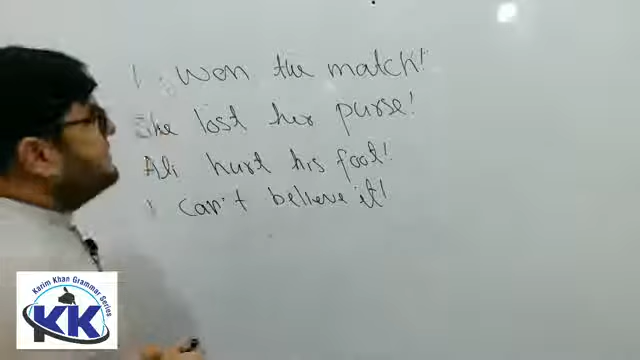 I won the match!
She lost her purse!
Ali hurt his foot!
I can't believe it!
Karim Khan Grammar Series
KK